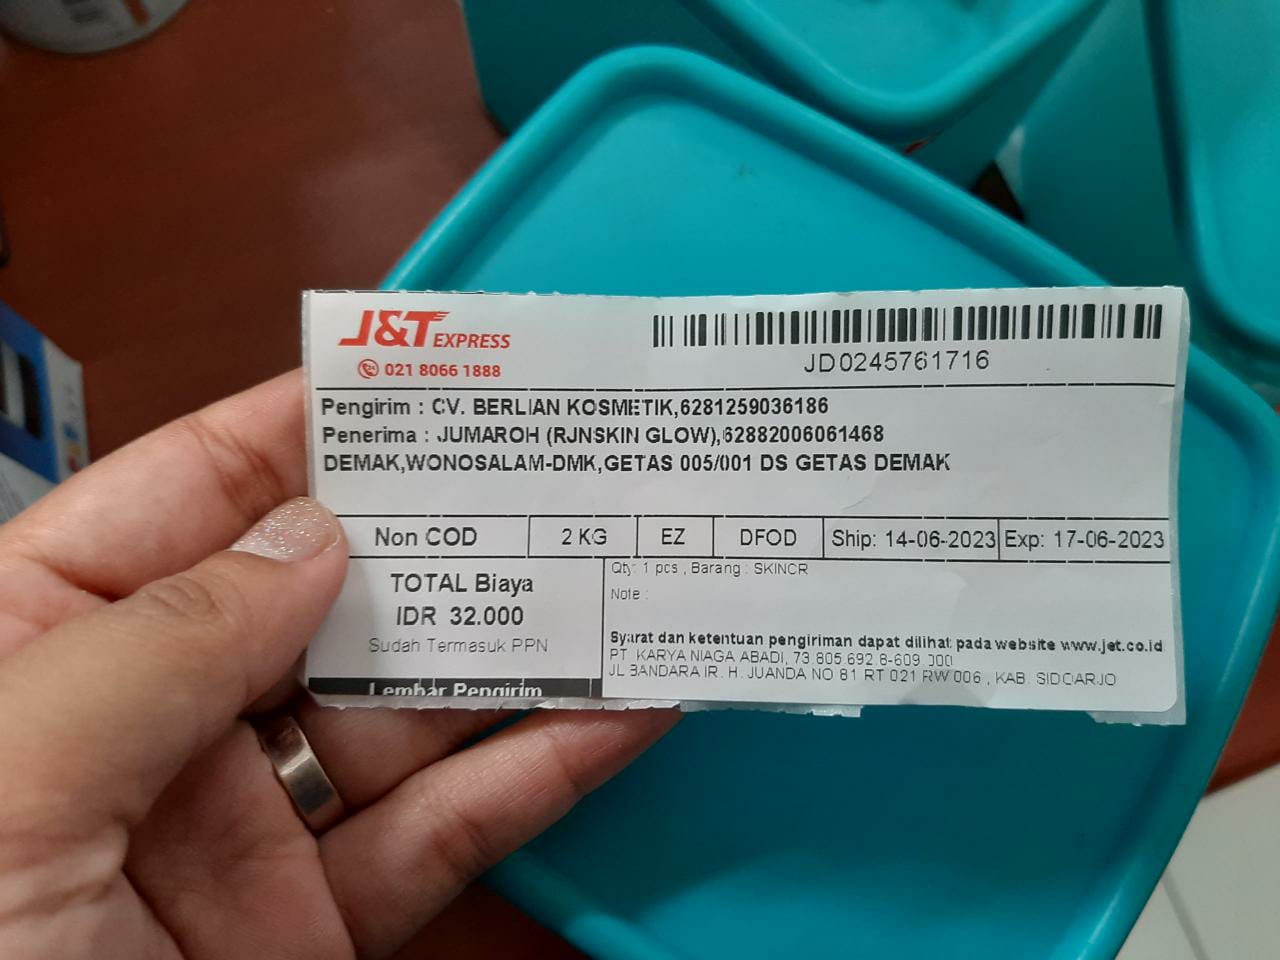 J&T EXPRESS
021 8066 1888
JD0245761716
Pengirim : CV. BERLIAN KOSMETIK,6281259036186
Penerima : JUMAROH (RJNSKIN GLOW),62882006061468
DEMAK,WONOSALAM-DMK,GETAS 005/001 DS GETAS DEMAK
Non COD 2 KG EZ DFOD Ship: 14-06-2023 Exp: 17-06-2023
TOTAL Biaya
IDR 32.000
Sudah Termasuk PPN
Lembar Pengirim
Qty: 1 pcs , Barang : SKINCR
Note :
Syarat dan ketentuan pengiriman dapat dilihat pada website www.jet.co.id
PT. KARYA NIAGA ABADI, 73.805.692.8-609.000
JL BANDARA IR. H. JUANDA NO 81 RT 021 RW 006 , KAB. SIDOARJO